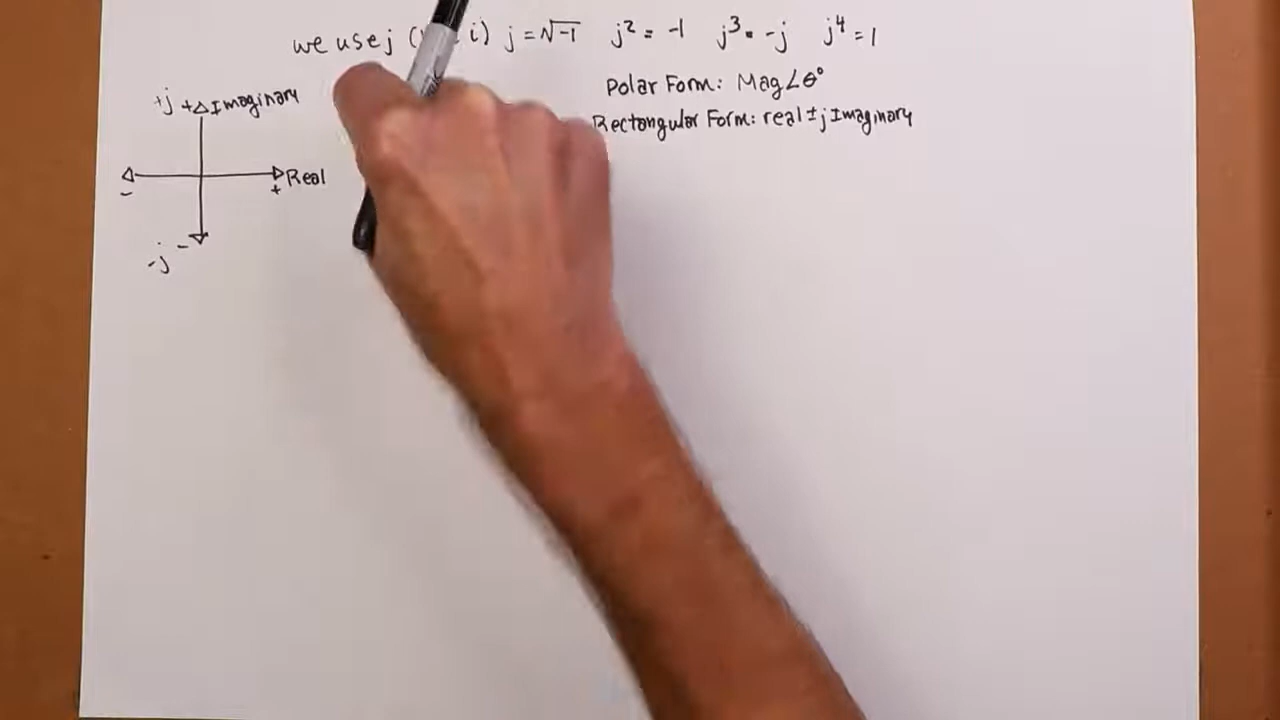 we use j ( i) j = √-1 j² = -1 j³ = -j j⁴ = 1
Polar Form: Mag∠θ°
Rectangular Form: real ± j Imaginary
+j + Imaginary
- + Real
-j -